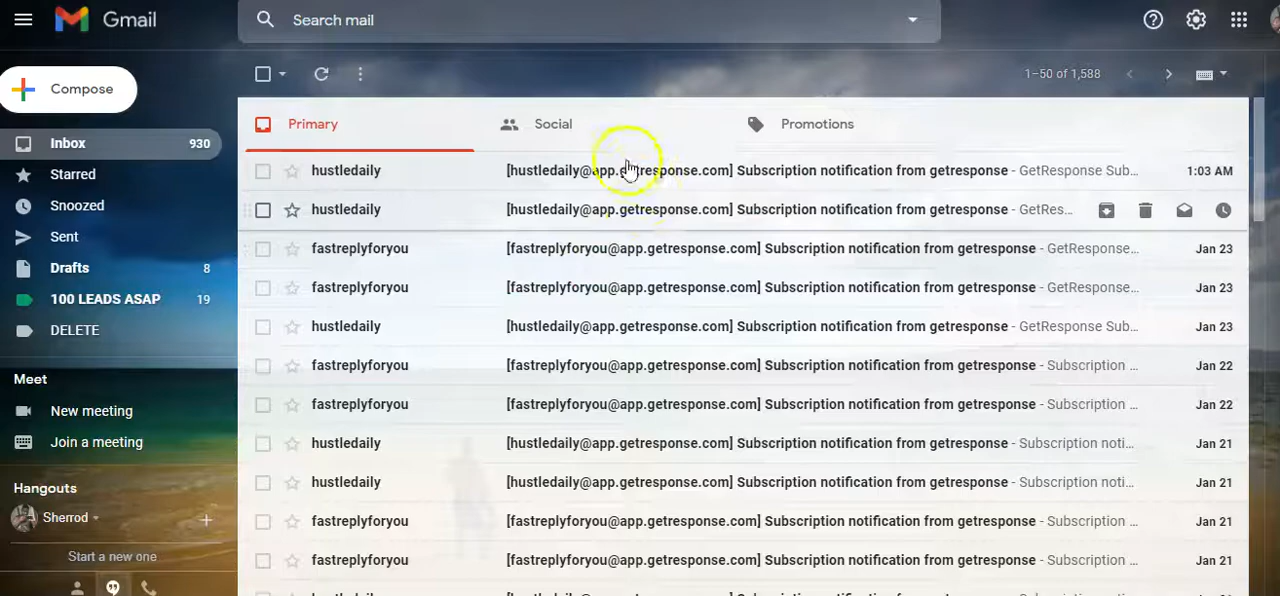 Gmail
Search mail
Compose
1–50 of 1,588
Inbox 930
Starred
Snoozed
Sent
Drafts 8
100 LEADS ASAP 19
DELETE
Meet
New meeting
Join a meeting
Hangouts
Sherrod
Start a new one
Primary Social Promotions
hustledaily [hustledaily@app.getresponse.com] Subscription notification from getresponse - GetResponse Sub... 1:03 AM
hustledaily [hustledaily@app.getresponse.com] Subscription notification from getresponse - GetRes...
fastreplyforyou [fastreplyforyou@app.getresponse.com] Subscription notification from getresponse - GetResponse... Jan 23
fastreplyforyou [fastreplyforyou@app.getresponse.com] Subscription notification from getresponse - GetResponse... Jan 23
hustledaily [hustledaily@app.getresponse.com] Subscription notification from getresponse - GetResponse Sub... Jan 23
fastreplyforyou [fastreplyforyou@app.getresponse.com] Subscription notification from getresponse - Subscription ... Jan 22
fastreplyforyou [fastreplyforyou@app.getresponse.com] Subscription notification from getresponse - Subscription ... Jan 22
hustledaily [hustledaily@app.getresponse.com] Subscription notification from getresponse - Subscription noti... Jan 21
hustledaily [hustledaily@app.getresponse.com] Subscription notification from getresponse - Subscription noti... Jan 21
fastreplyforyou [fastreplyforyou@app.getresponse.com] Subscription notification from getresponse - Subscription ... Jan 21
fastreplyforyou [fastreplyforyou@app.getresponse.com] Subscription notification from getresponse - Subscription ... Jan 21